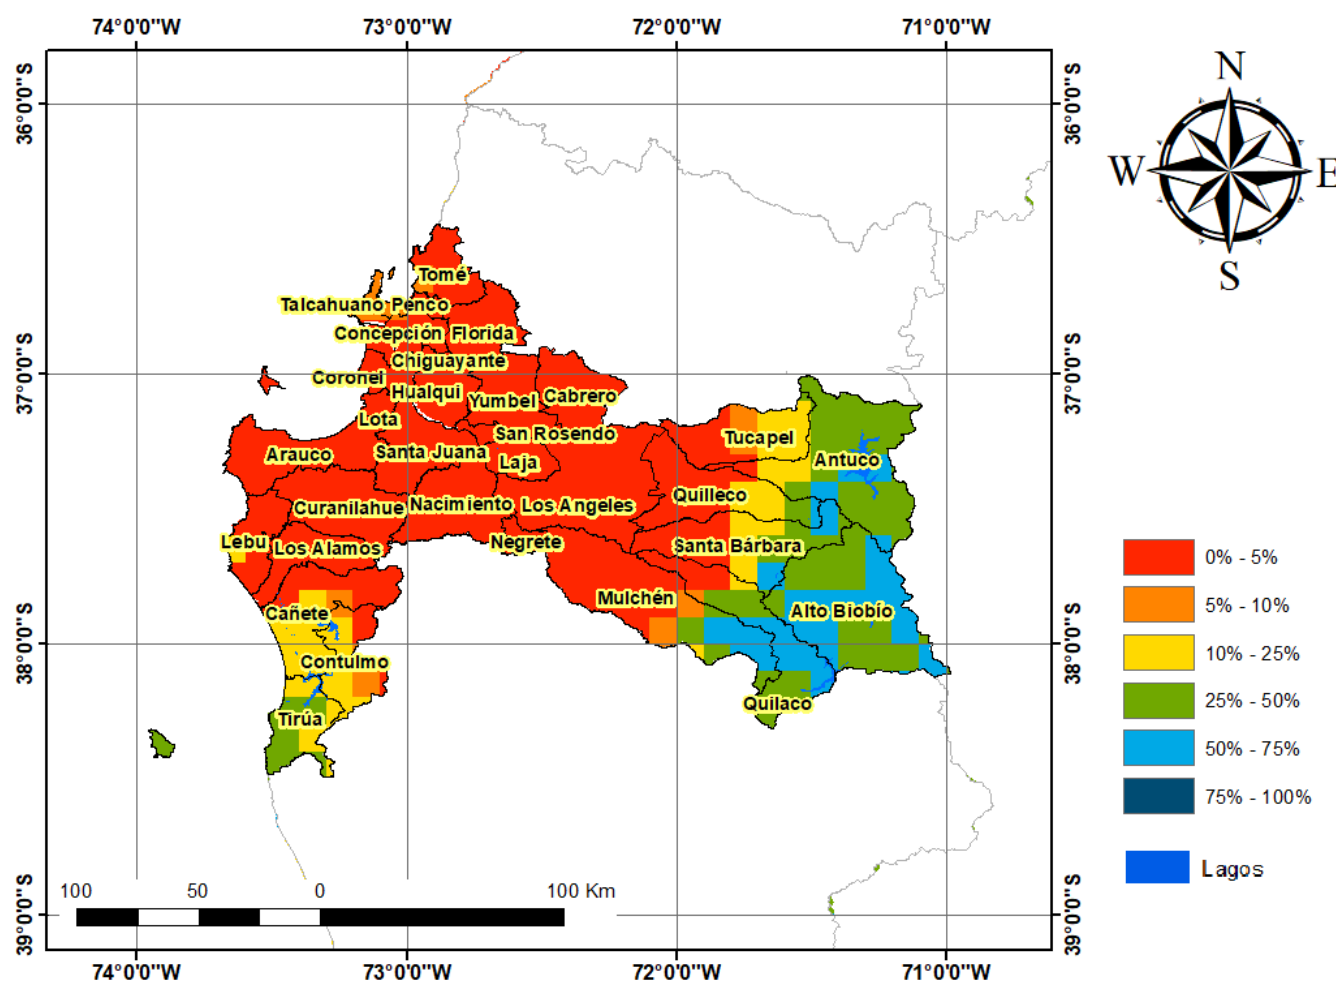 74°0'0"W 73°0'0"W 72°0'0"W 71°0'0"W
36°0'0"S
36°0'0"S
37°0'0"S
37°0'0"S
38°0'0"S
38°0'0"S
39°0'0"S
39°0'0"S
N
W
E
S
Tomé
Talcahuano Penco
Concepción Florida
Chiguayante
Coronel
Hualqui
Yumbel
Cabrero
Lota
San Rosendo
Tucapel
Arauco
Santa Juana
Laja
Antuco
Quilleco
Curanilahue
Nacimiento
Los Angeles
Lebu
Los Alamos
Negrete
Santa Bárbara
Mulchén
Alto Biobío
Cañete
Contulmo
Quilaco
Tirúa
0% - 5%
5% - 10%
10% - 25%
25% - 50%
50% - 75%
75% - 100%
Lagos
100 50 0 100 Km
74°0'0"W 73°0'0"W 72°0'0"W 71°0'0"W